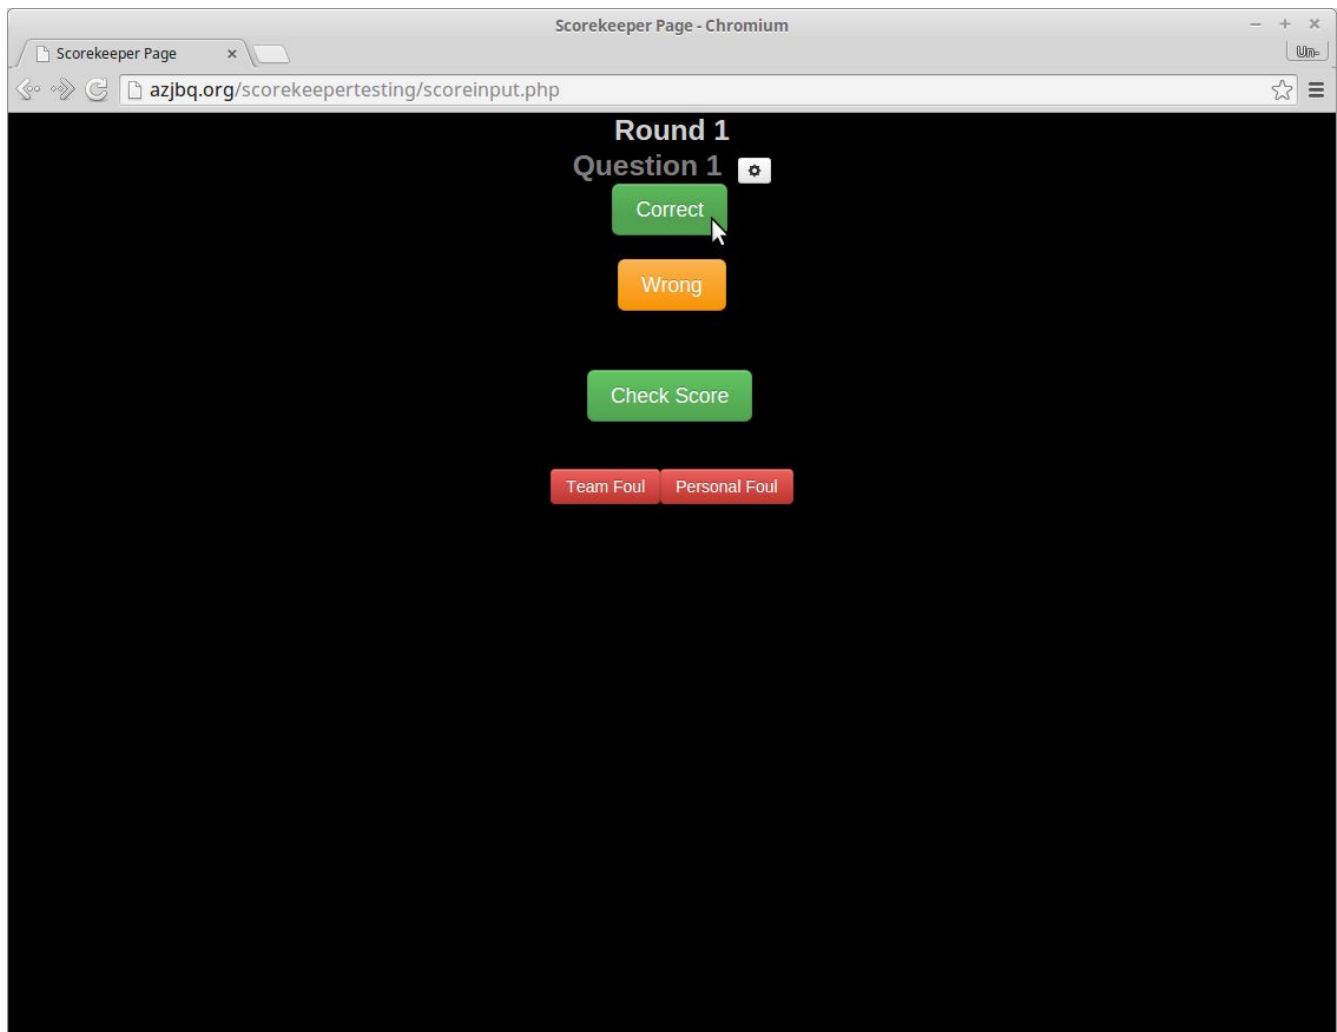 Scorekeeper Page - Chromium
Scorekeeper Page
Un-
azjbq.org/scorekeepertesting/scoreinput.php
Round 1
Question 1
Correct
Wrong
Check Score
Team Foul Personal Foul